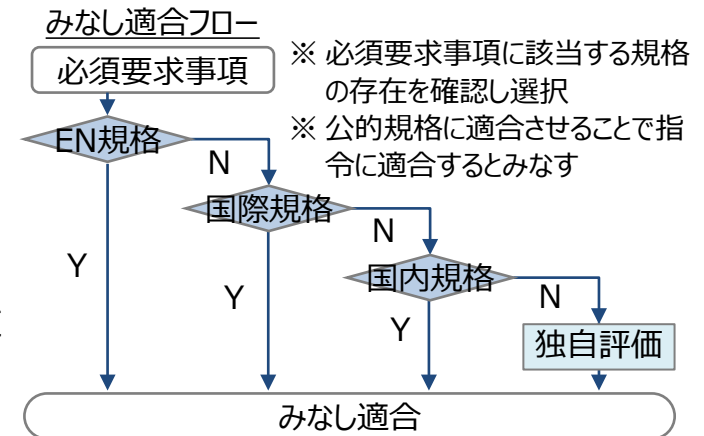 みなし適合フロー
必須要求事項
※ 必須要求事項に該当する規格
の存在を確認し選択
※ 公的規格に適合させることで指
令に適合するとみなす
EN規格
N
国際規格
N
国内規格
N
Y
Y
Y
独自評価
みなし適合